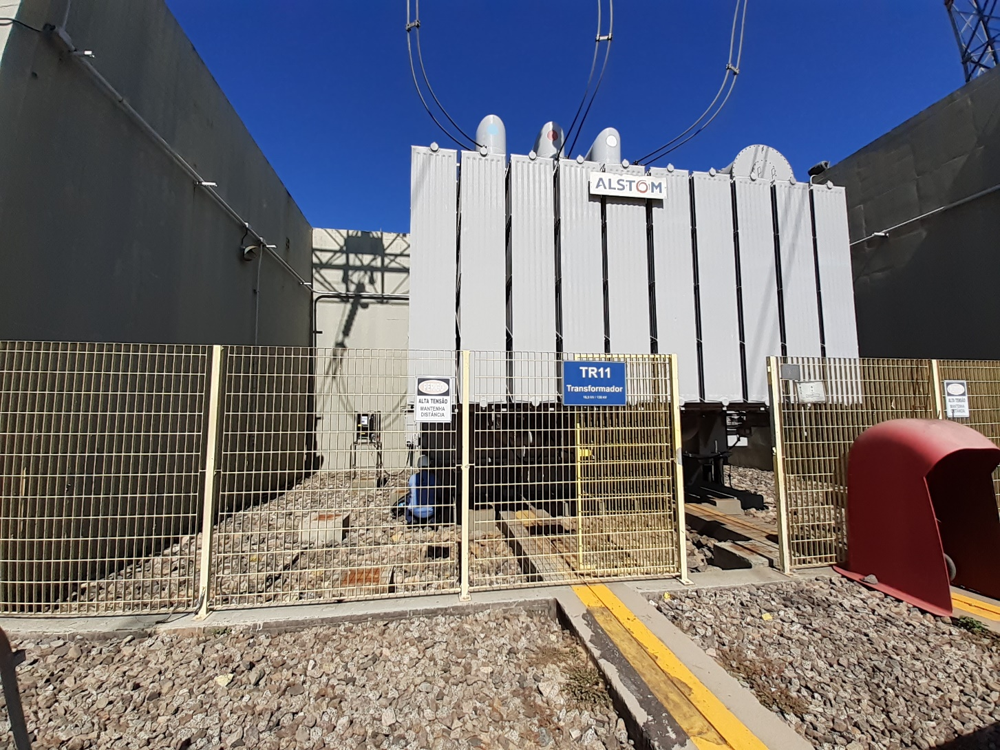 ALSTOM
TR11
Transformador
PERIGO
ALTA TENSÃO
MANTENHA
DISTÂNCIA